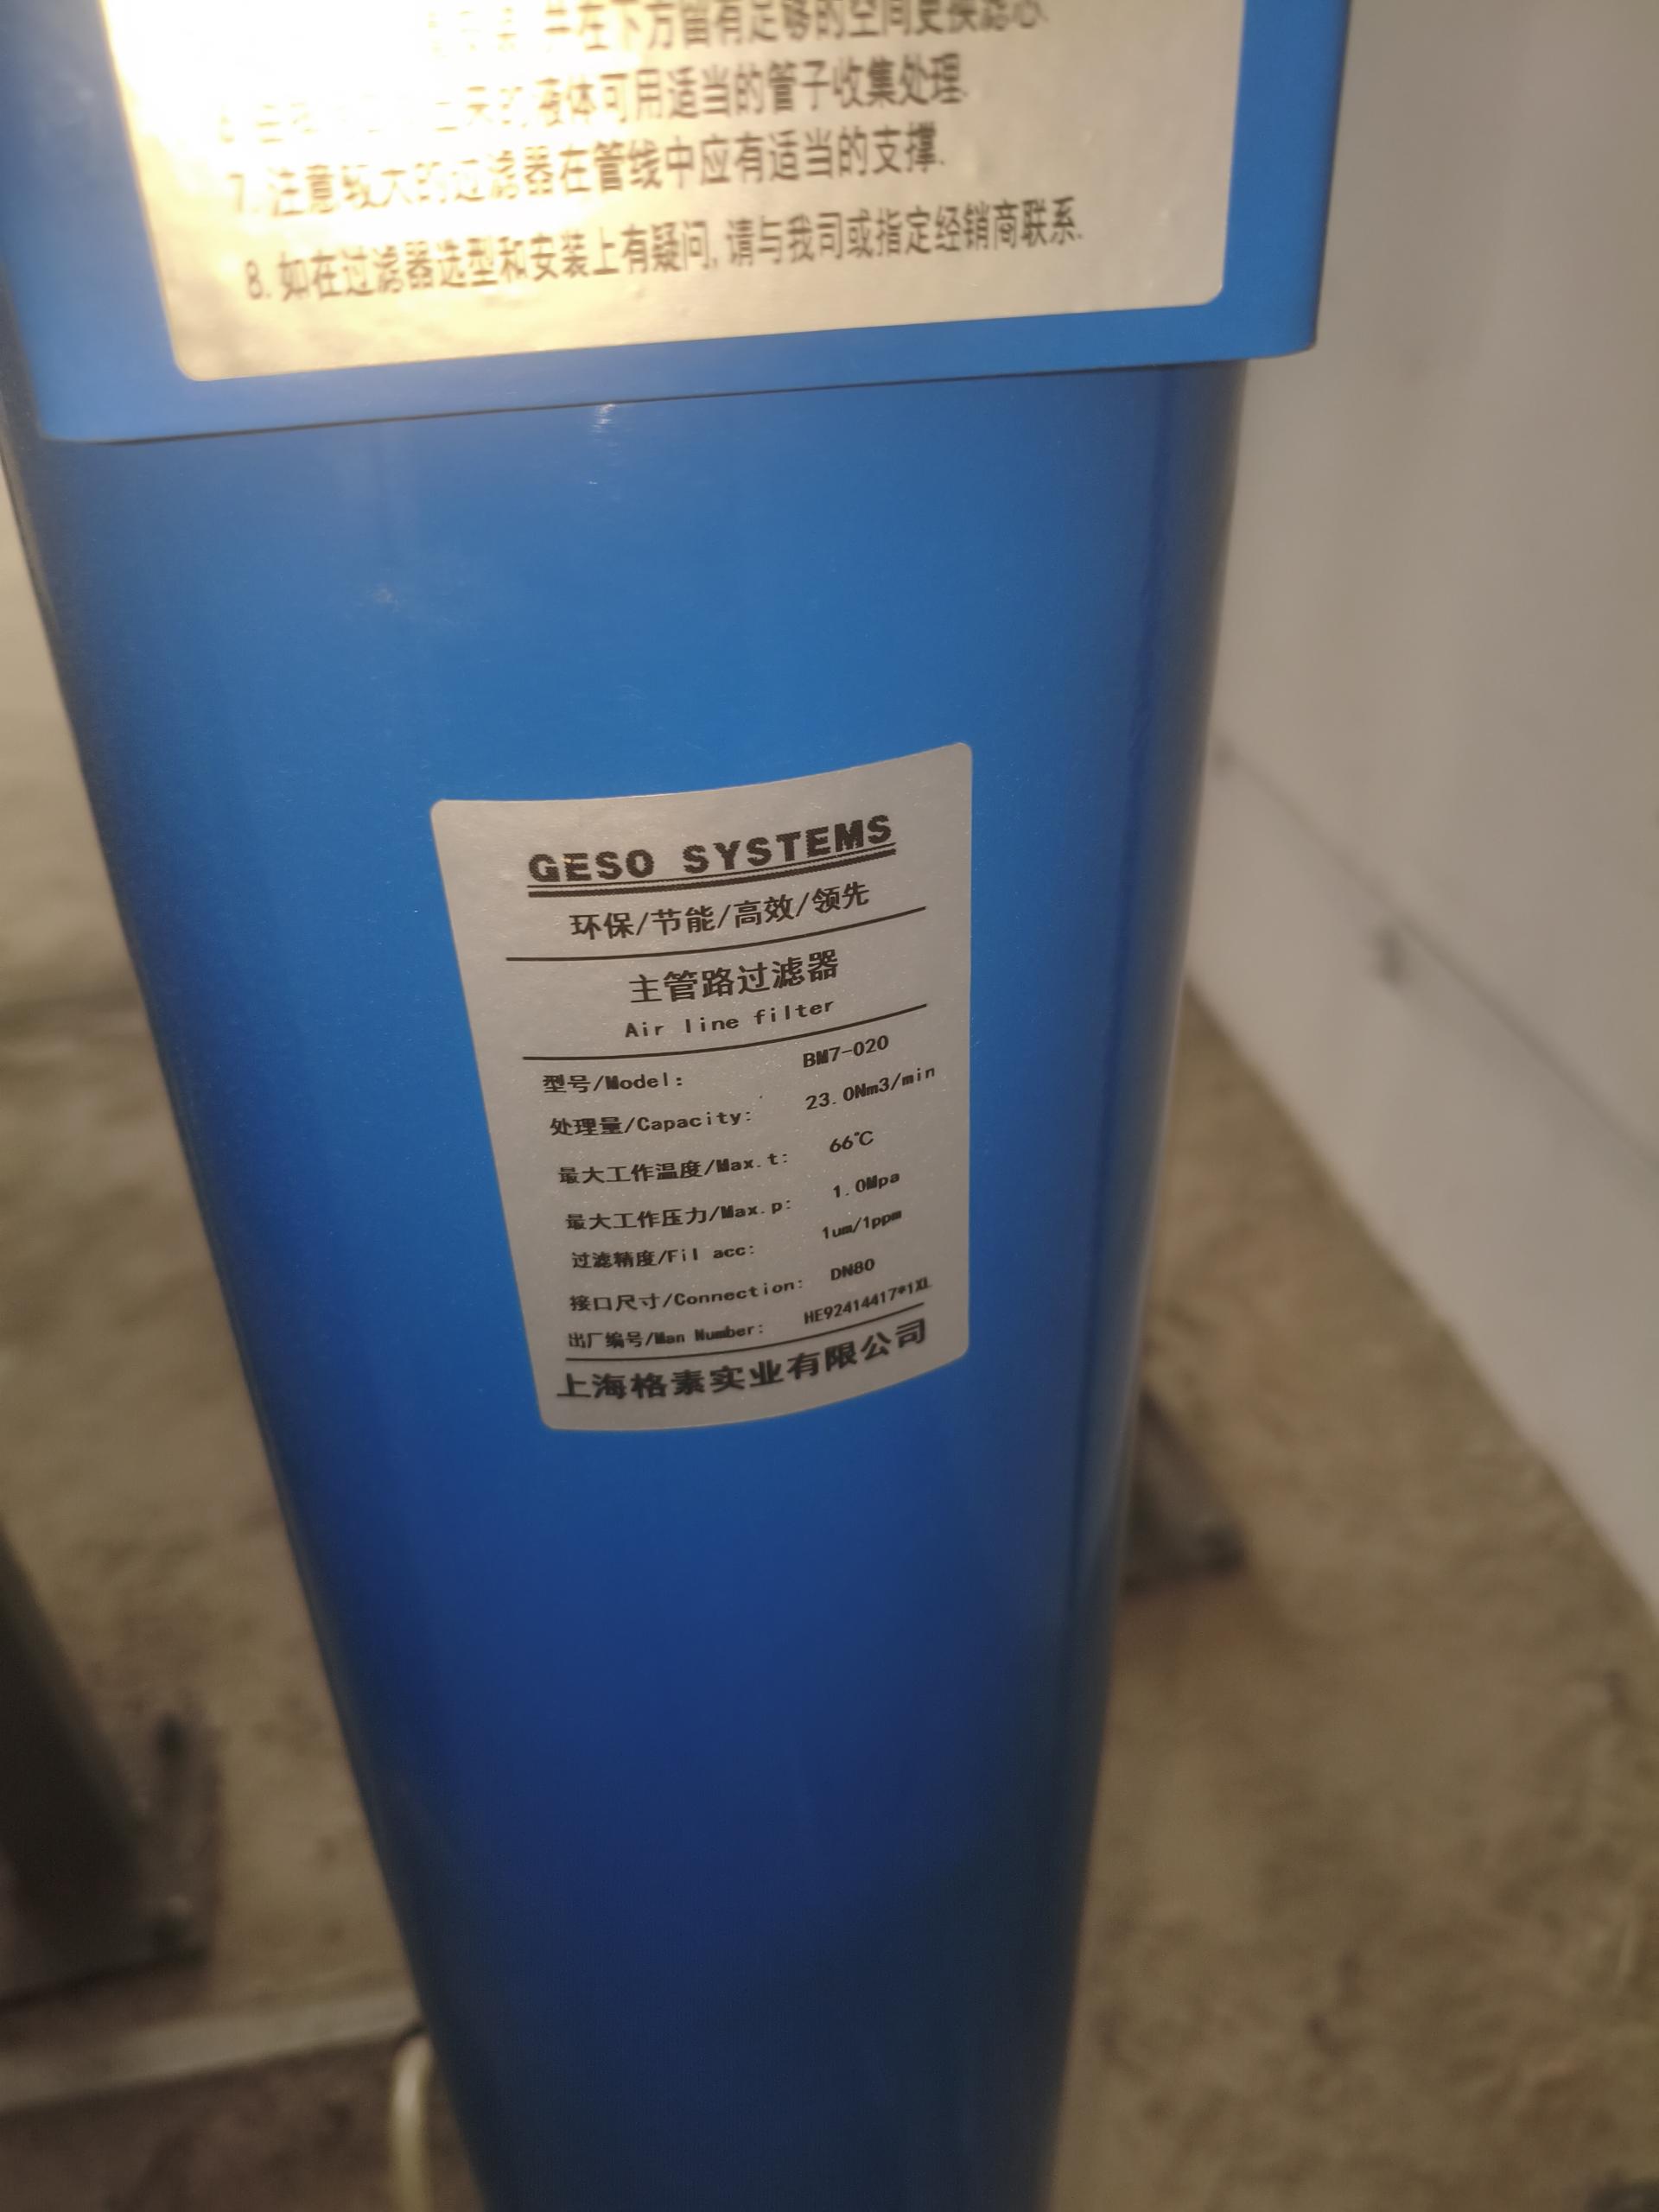 并在下方留有足够的空间更换滤芯.
的液体可用适当的管子收集处理.
7. 注意较大的过滤器在管线中应有适当的支撑.
8. 如在过滤器选型和安装上有疑问,请与我司或指定经销商联系.
GESO SYSTEMS
环保/节能/高效/领先
主管路过滤器
Air line filter
型号/Model: BM7-020
处理量/Capacity: 23.0Nm3/min
最大工作温度/Max.t: 66℃
最大工作压力/Max.p: 1.0Mpa
过滤精度/Fil acc: 1um/1ppm
接口尺寸/Connection: DN80
出厂编号/Man Number: HE92414417*1XL
上海格素实业有限公司